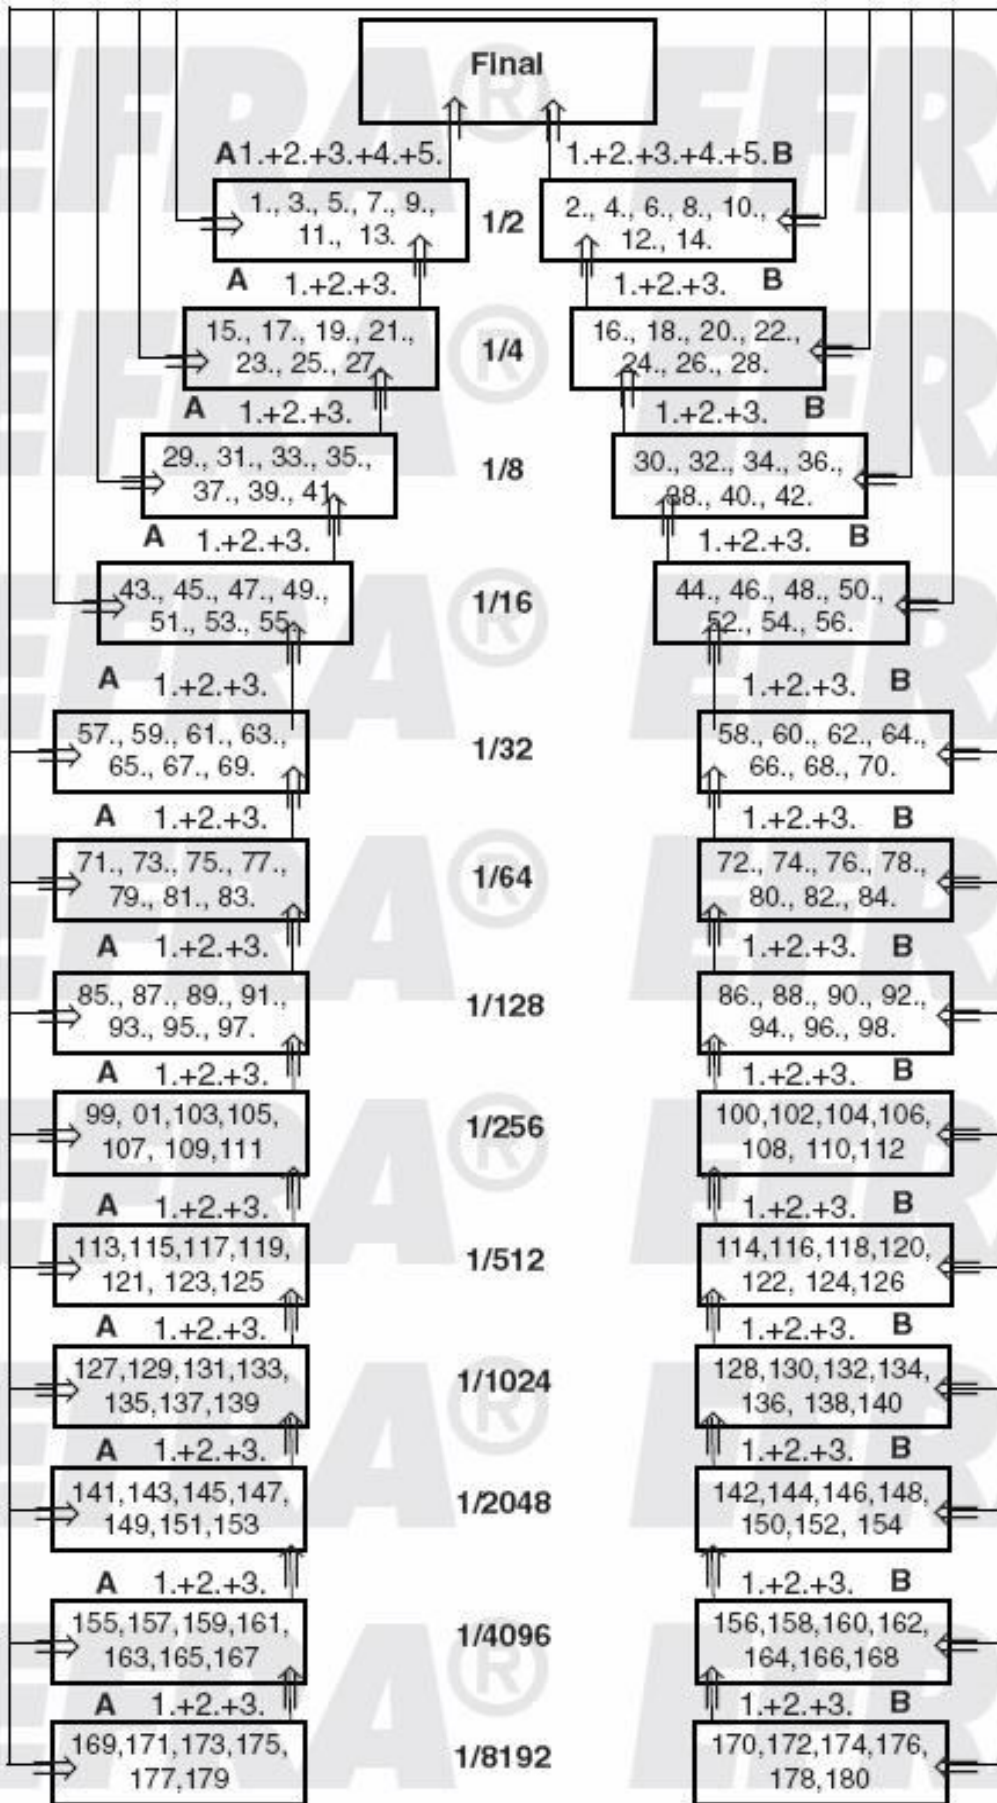 Final
A 1.+2.+3.+4.+5. 1.+2.+3.+4.+5. B
1., 3., 5., 7., 9., 1/2 2., 4., 6., 8., 10.,
11., 13. 12., 14.
A 1.+2.+3. 1.+2.+3. B
15., 17., 19., 21., 1/4 16., 18., 20., 22.,
23., 25., 27. 24., 26., 28.
A 1.+2.+3. 1.+2.+3. B
29., 31., 33., 35., 1/8 30., 32., 34., 36.,
37., 39., 41. 38., 40., 42.
A 1.+2.+3. 1.+2.+3. B
43., 45., 47., 49., 1/16 44., 46., 48., 50.,
51., 53., 55. 52., 54., 56.
A 1.+2.+3. 1.+2.+3. B
57., 59., 61., 63., 1/32 58., 60., 62., 64.,
65., 67., 69. 66., 68., 70.
A 1.+2.+3. 1.+2.+3. B
71., 73., 75., 77., 1/64 72., 74., 76., 78.,
79., 81., 83. 80., 82., 84.
A 1.+2.+3. 1.+2.+3. B
85., 87., 89., 91., 1/128 86., 88., 90., 92.,
93., 95., 97. 94., 96., 98.
A 1.+2.+3. 1.+2.+3. B
99, 01,103,105, 1/256 100,102,104,106,
107, 109,111 108, 110,112
A 1.+2.+3. 1.+2.+3. B
113,115,117,119, 1/512 114,116,118,120,
121, 123,125 122, 124,126
A 1.+2.+3. 1.+2.+3. B
127,129,131,133, 1/1024 128,130,132,134,
135,137,139 136, 138,140
A 1.+2.+3. 1.+2.+3. B
141,143,145,147, 1/2048 142,144,146,148,
149,151,153 150,152, 154
A 1.+2.+3. 1.+2.+3. B
155,157,159,161, 1/4096 156,158,160,162,
163,165,167 164,166,168
A 1.+2.+3. 1.+2.+3. B
169,171,173,175, 1/8192 170,172,174,176,
177,179 178,180
EFRA® EFRA
EFRA® EFRA
EFRA® EFRA
EFRA® EFRA
EFRA® EFRA
EFRA® EFRA
EFRA® EFRA